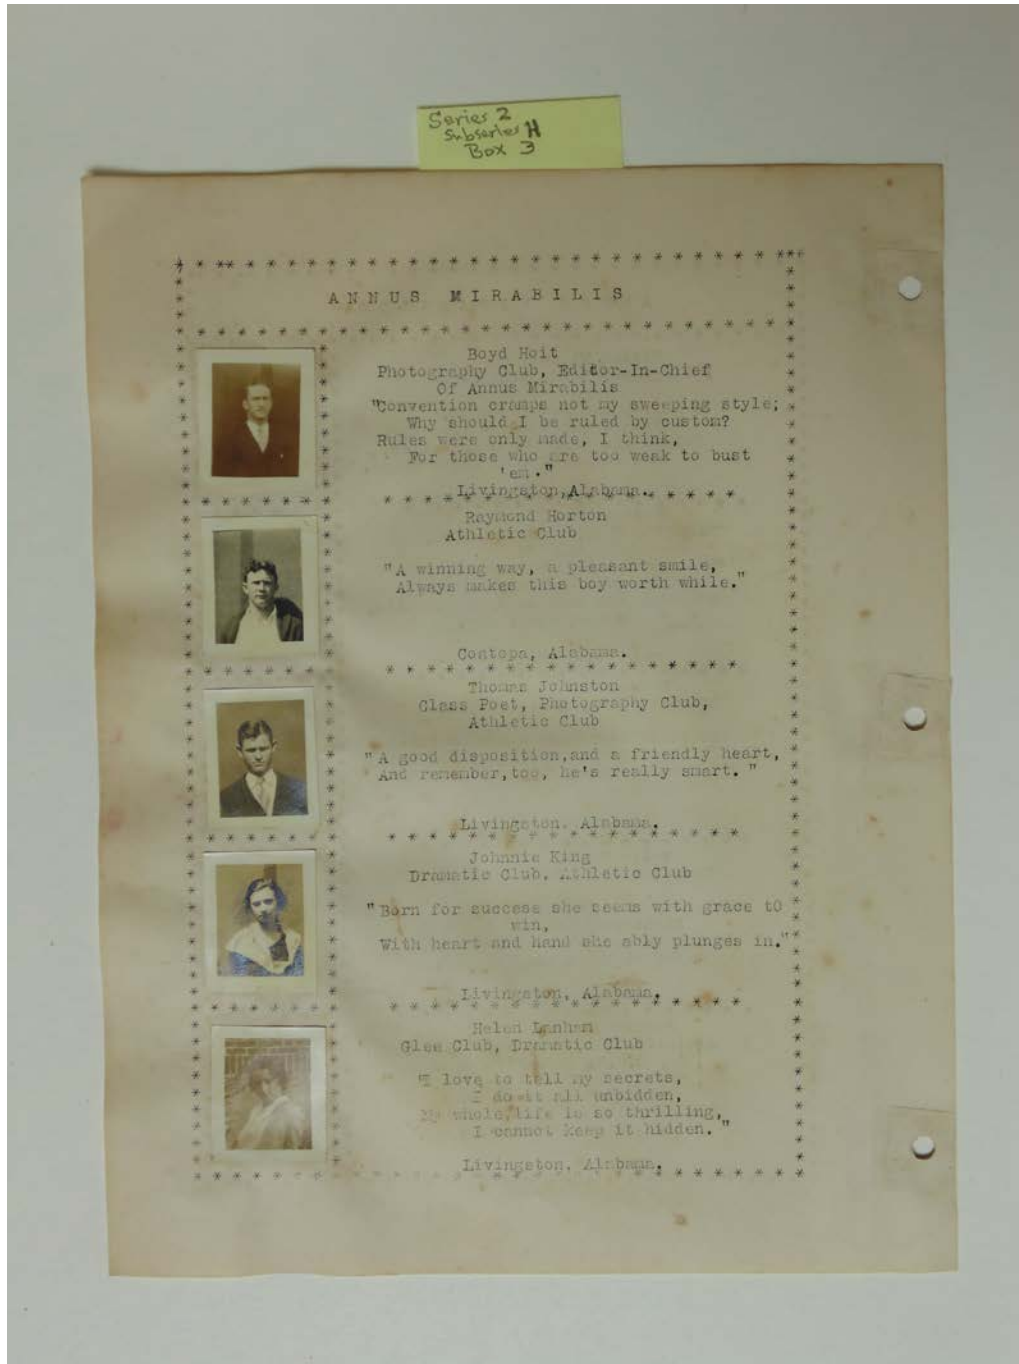 Series 2
Subseries H
Box 3
ANNUS MIRABILIS
Boyd Hoit
Photography Club, Editor-In-Chief
Of Annus Mirabilis
"Convention cramps not my sweeping style;
Why should I be ruled by custom?
Rules were only made, I think,
For those who are too weak to bust
'em."
Livingston, Alabama.
Raymond Horton
Athletic Club
"A winning way, a pleasant smile,
Always makes this boy worth while."
Coatopa, Alabama.
Thomas Johnston
Class Poet, Photography Club,
Athletic Club
"A good disposition, and a friendly heart,
And remember, too, he's really smart. "
Livingston, Alabama.
Johnnie King
Dramatic Club, Athletic Club
"Born for success she seems with grace t0
win,
With heart and hand she ably plunges in."
Livingston, Alabama.
Helen Lanham
Glee Club, Dramatic Club
"I love to tell my secrets,
I do it all unbidden,
My whole, life is so thrilling,
I cannot keep it hidden. "
Livingston, Alabama.